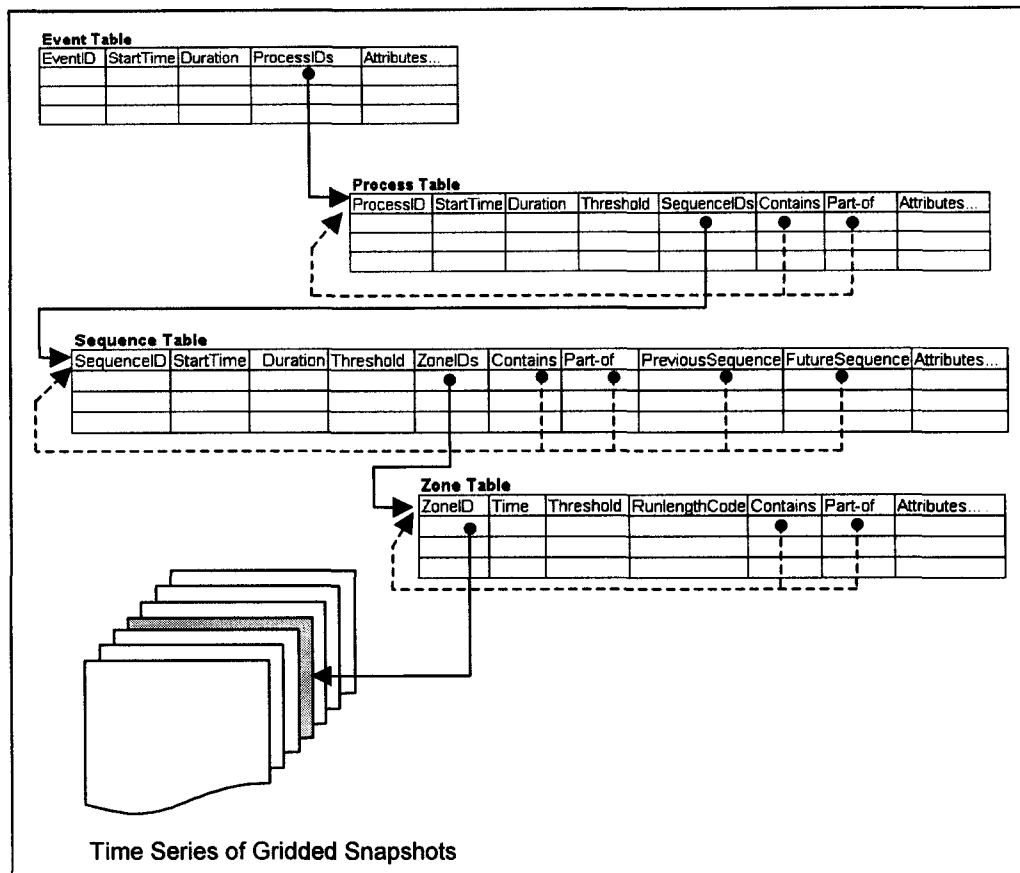 Event Table
EventID StartTime Duration ProcessIDs Attributes...
Process Table
ProcessID StartTime Duration Threshold SequenceIDs Contains Part-of Attributes...
Sequence Table
SequenceID StartTime Duration Threshold ZoneIDs Contains Part-of PreviousSequence FutureSequence Attributes...
Zone Table
ZoneID Time Threshold RunlengthCode Contains Part-of Attributes...
Time Series of Gridded Snapshots